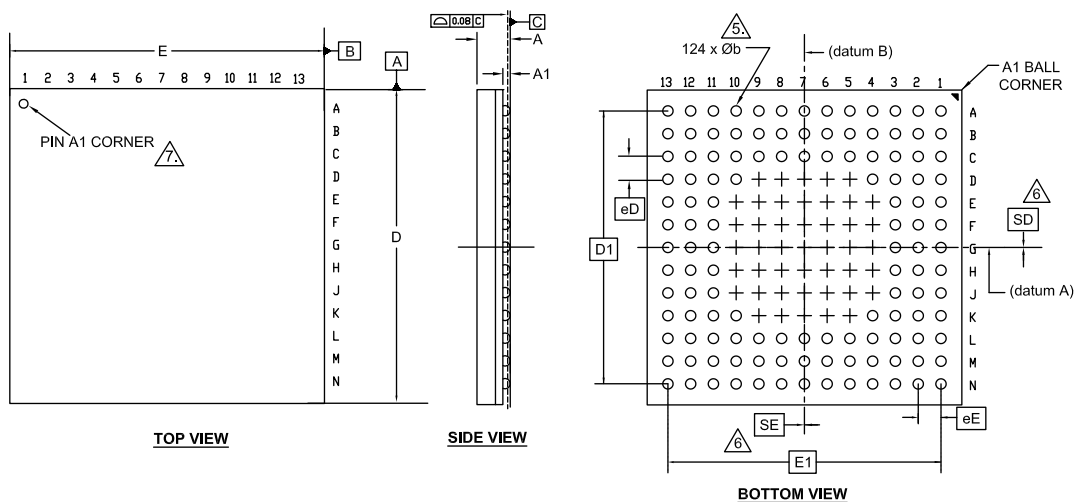 E
B
A
1 2 3 4 5 6 7 8 9 10 11 12 13
PIN A1 CORNER
7.
A
B
C
D
E
F
G
H
J
K
L
M
N
D
TOP VIEW
⌓ 0.08 C
C
A
A1
SIDE VIEW
5.
124 x Øb
(datum B)
A1 BALL
CORNER
13 12 11 10 9 8 7 6 5 4 3 2 1
A
B
C
D
E
F
G
H
J
K
L
M
N
eD
D1
6
SD
(datum A)
SE
6
E1
eE
BOTTOM VIEW